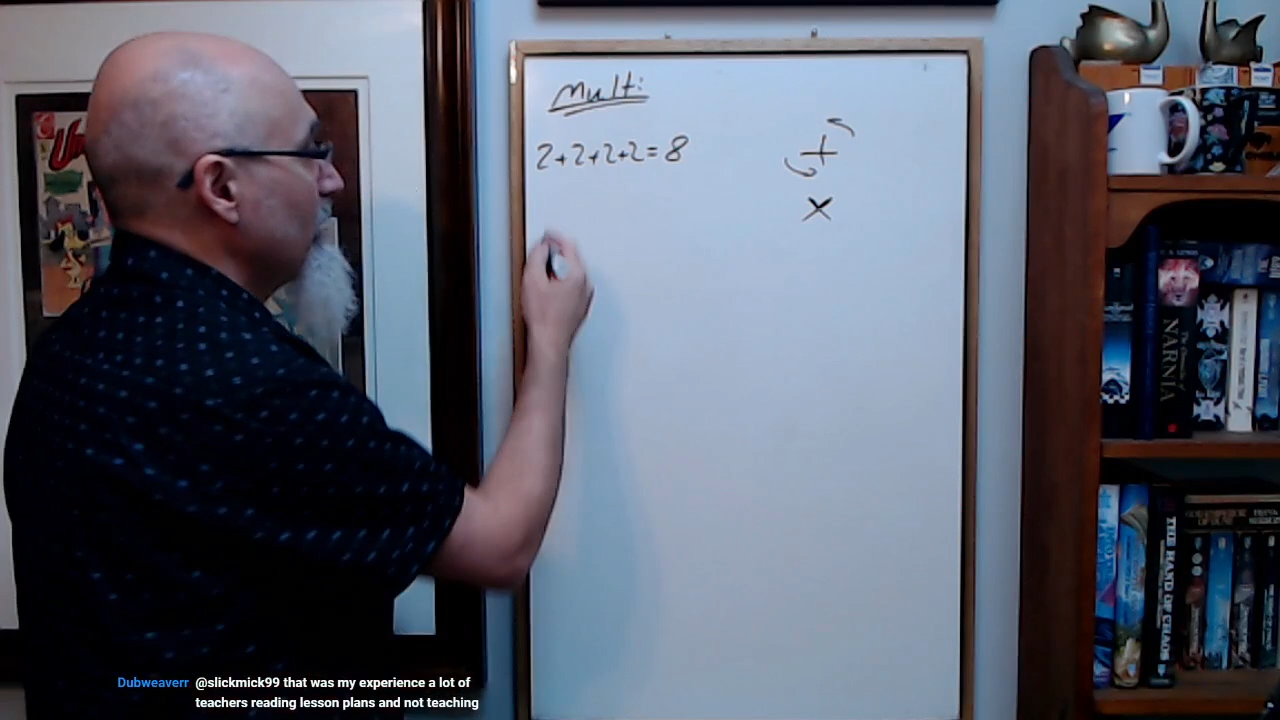 Multi
2+2+2+2=8
+
×
NARNIA
THE HAND OF CHAOS
Dubweaverr @slickmick99 that was my experience a lot of
teachers reading lesson plans and not teaching